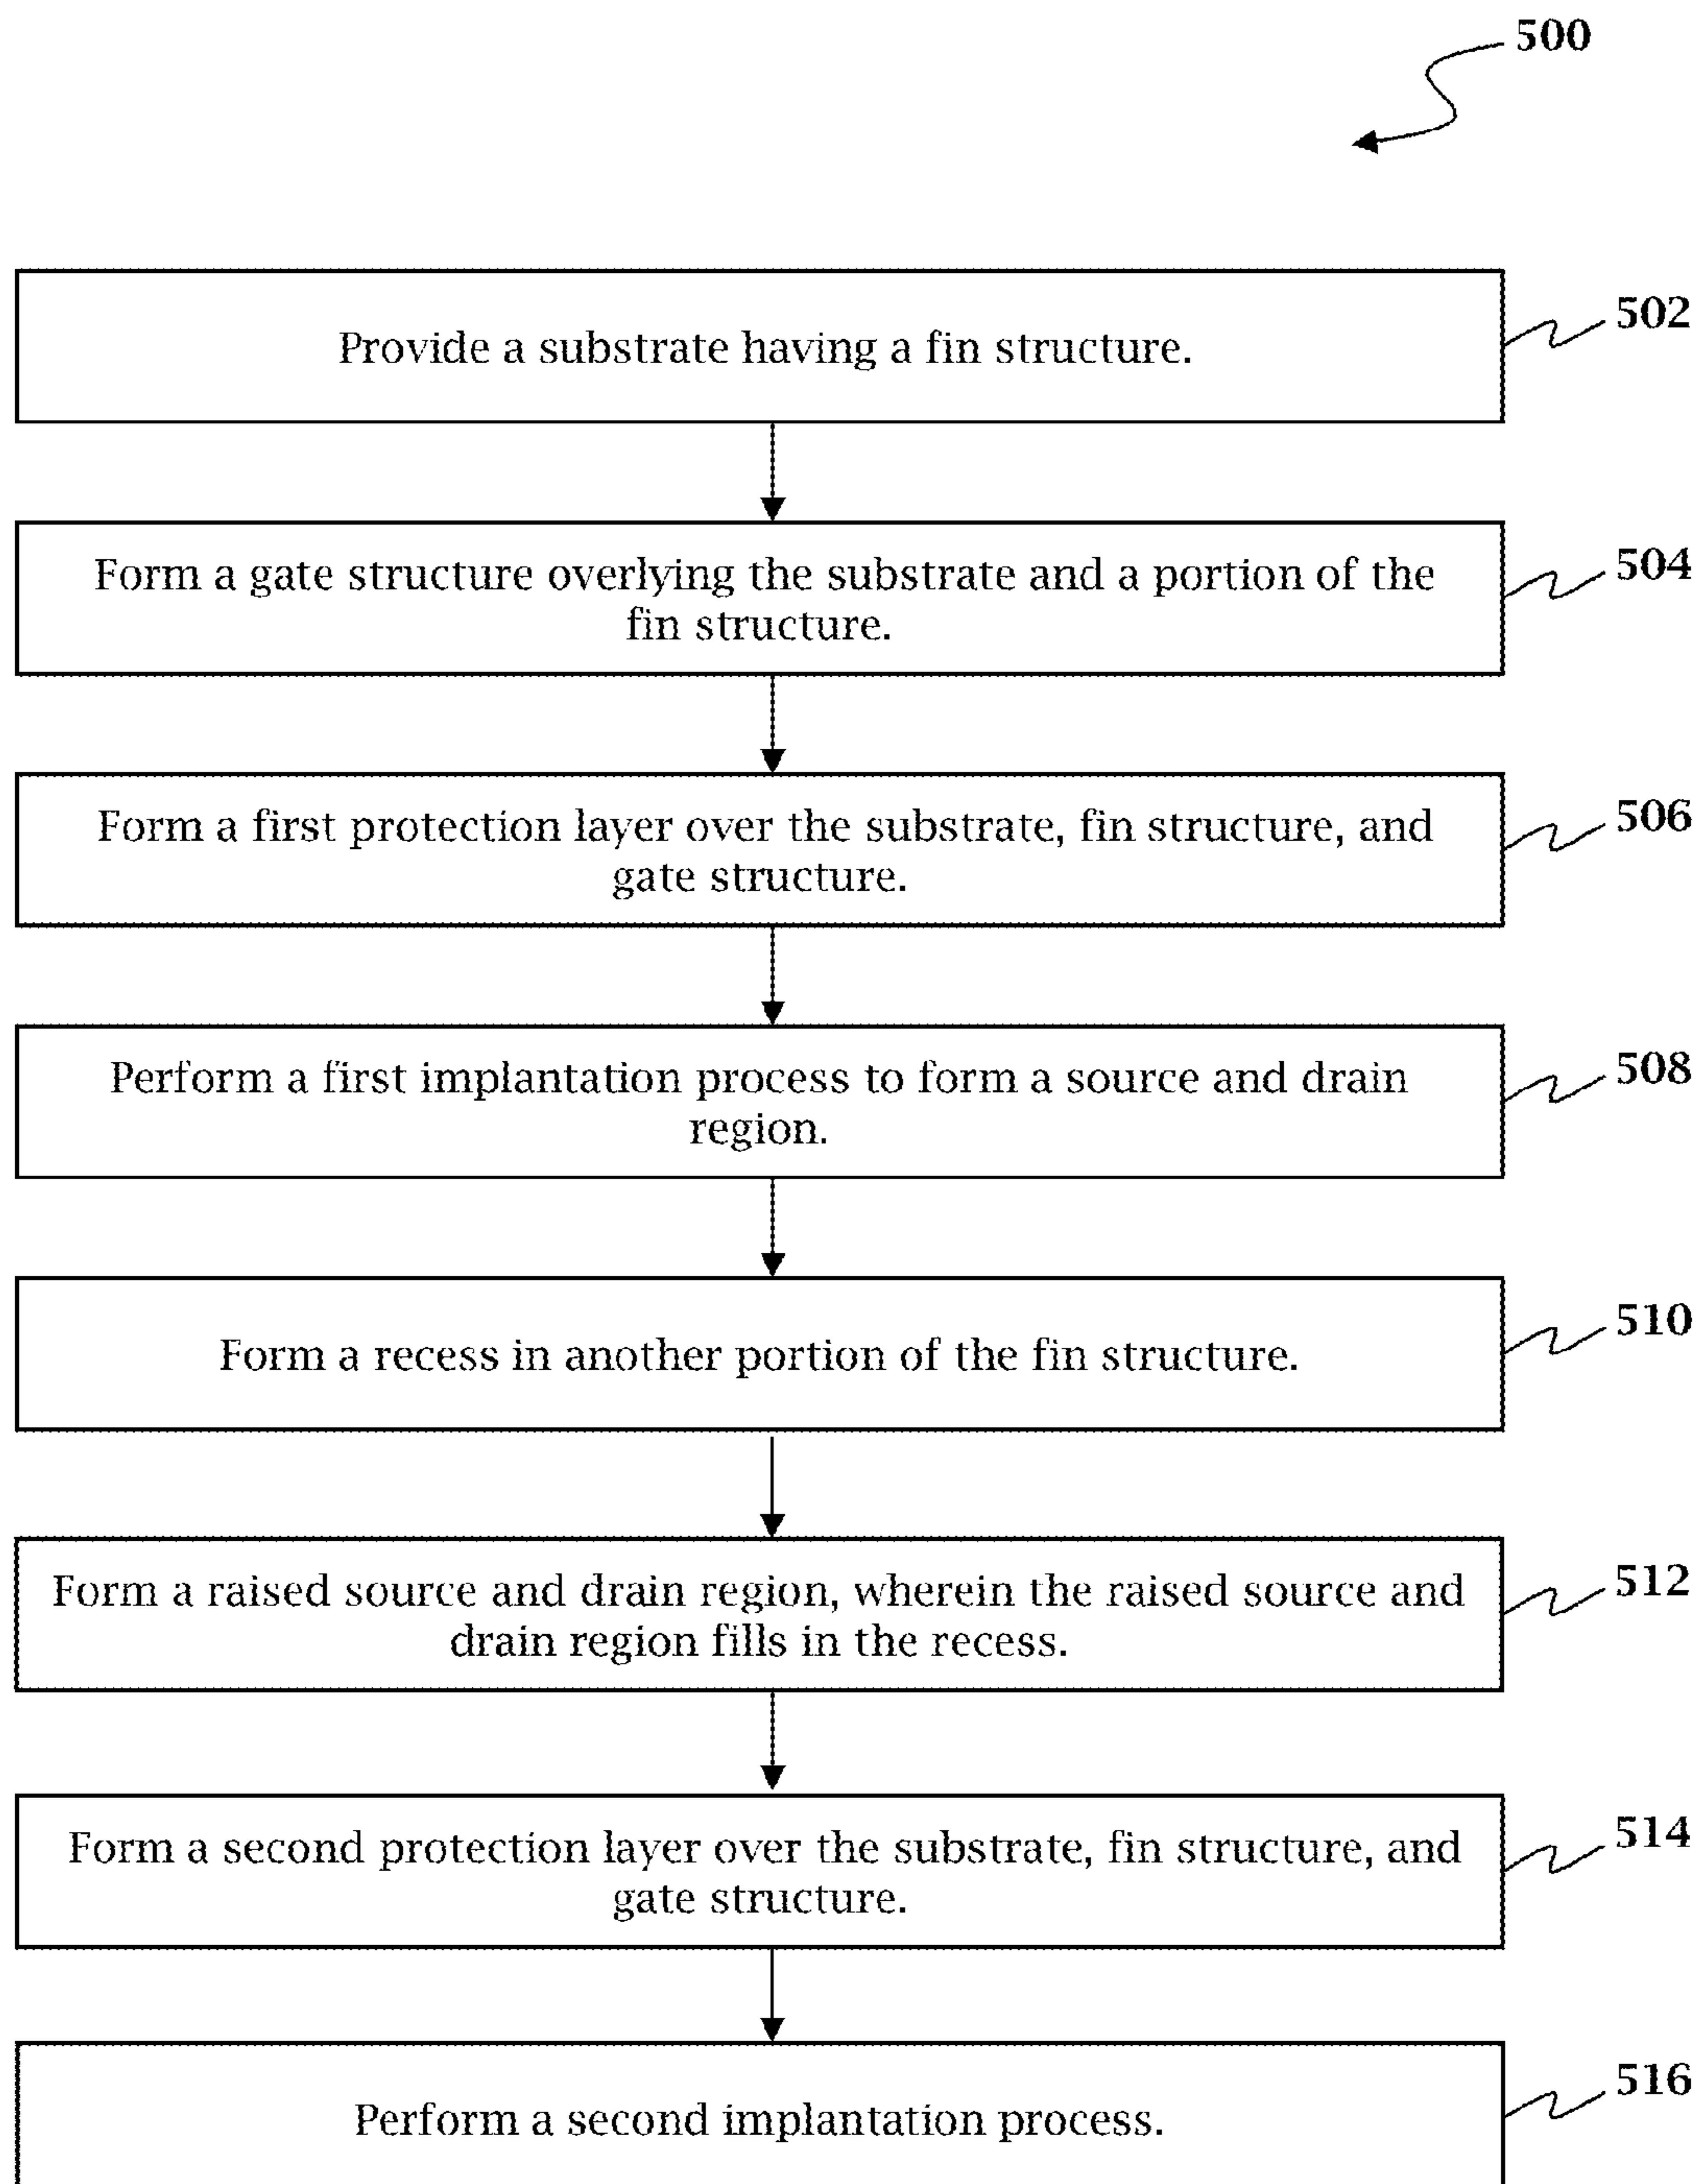 500
Provide a substrate having a fin structure.
502
Form a gate structure overlying the substrate and a portion of the
fin structure.
504
Form a first protection layer over the substrate, fin structure, and
gate structure.
506
Perform a first implantation process to form a source and drain
region.
508
Form a recess in another portion of the fin structure.
510
Form a raised source and drain region, wherein the raised source and
drain region fills in the recess.
512
Form a second protection layer over the substrate, fin structure, and
gate structure.
514
Perform a second implantation process.
516